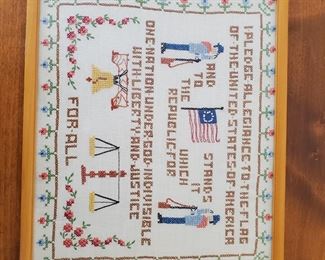 I·PLEDGE·ALLEGIANCE·TO·THE·FLAG
OF·THE·UNITED·STATES·OF·AMERICA
AND STANDS
TO IT
THE WHICH
REPUBLIC·FOR
ONE·NATION·UNDER·GOD·INDIVISIBLE
WITH·LIBERTY·AND·JUSTICE
FOR·ALL